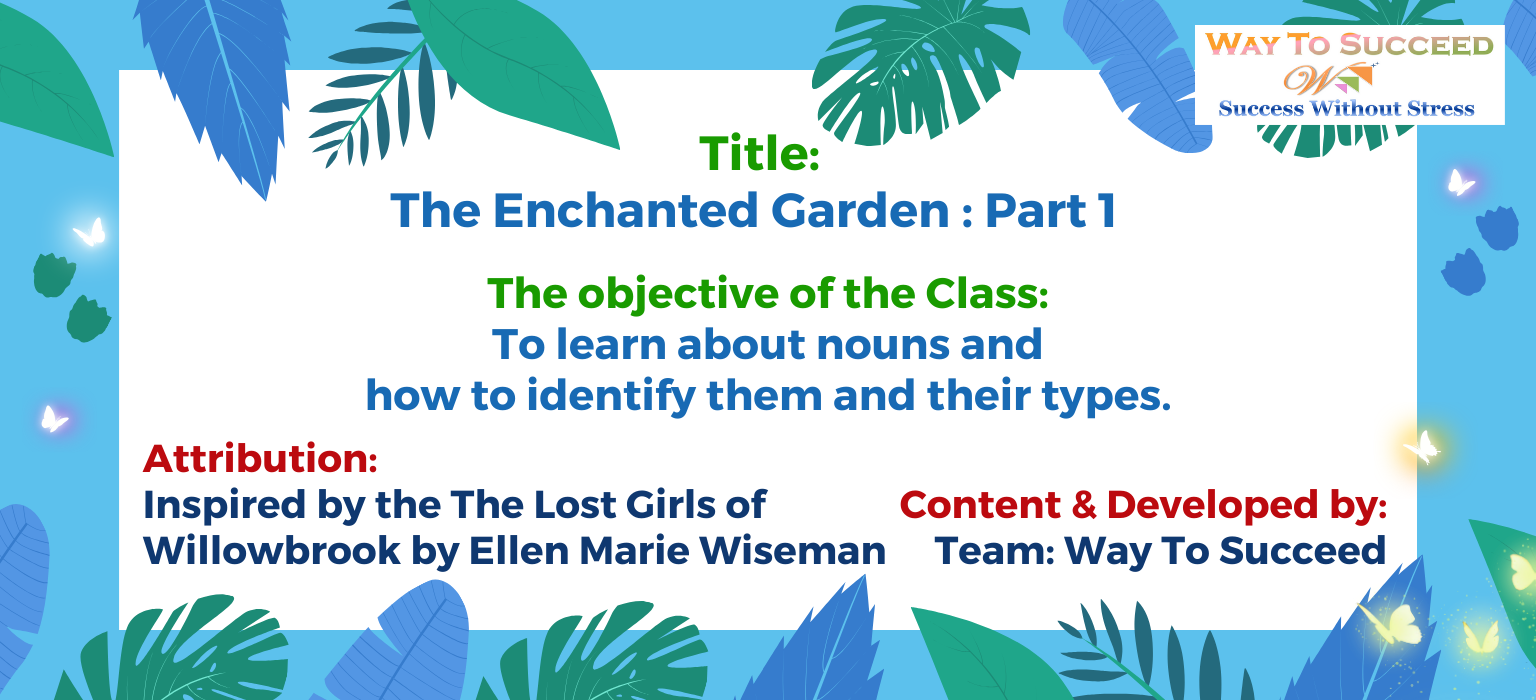 WAY TO SUCCEED
W
Success Without Stress
Title:
The Enchanted Garden : Part 1
The objective of the Class:
To learn about nouns and
how to identify them and their types.
Attribution:
Inspired by the The Lost Girls of
Willowbrook by Ellen Marie Wiseman
Content & Developed by:
Team: Way To Succeed